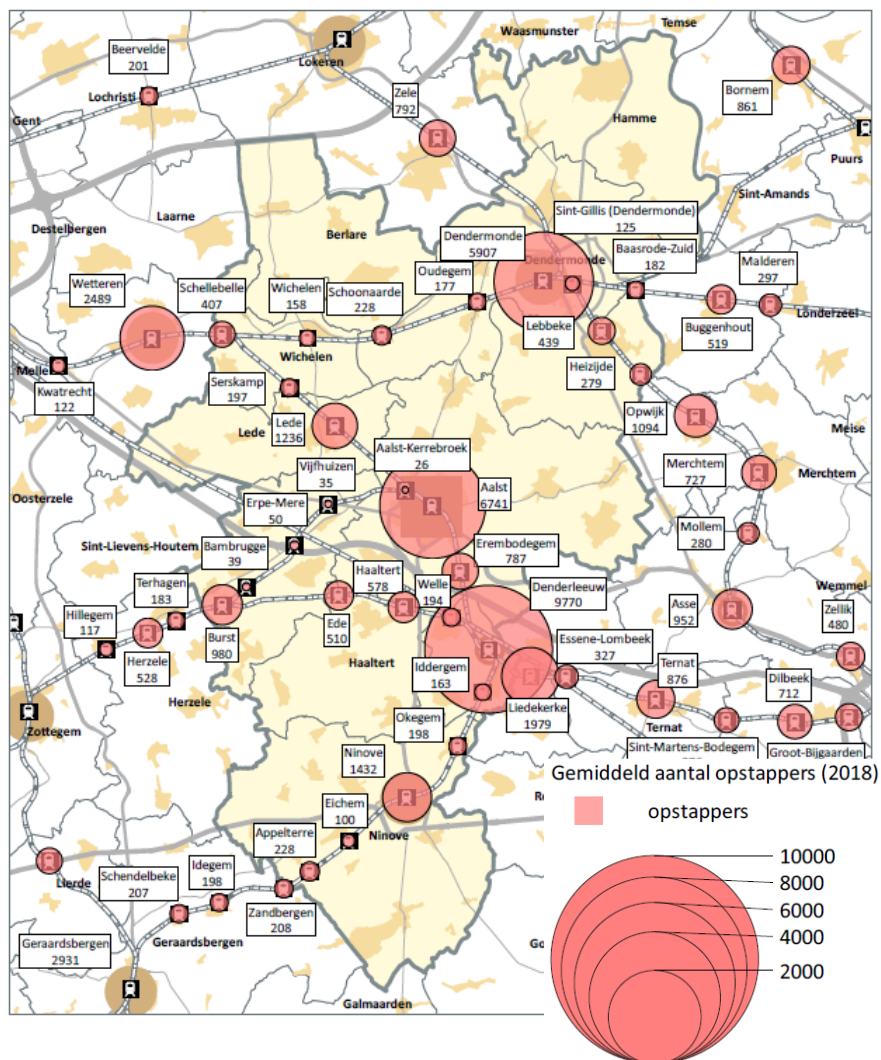 Waasmunster
Temse
Beervelde
201
Lokeren
Lochristi
Zele
792
Bornem
861
Gent
Hamme
Puurs
Sint-Amands
Laarne
Destelbergen
Berlare
Sint-Gillis (Dendermonde)
125
Dendermonde
5907
Dendermonde
Baasrode-Zuid
182
Malderen
297
Oudegem
177
Wetteren
2489
Schellebelle
407
Wichelen
158
Schoonaarde
228
Wichelen
Lebbeke
439
Buggenhout
519
Londerzeel
Melle
Kwatrecht
122
Serskamp
197
Heizijde
279
Lede
Lede
1236
Opwijk
1094
Meise
Aalst-Kerrebroek
26
Vijfhuizen
35
Aalst
6741
Merchtem
727
Merchtem
Oosterzele
Erpe-Mere
50
Mollem
280
Sint-Lievens-Houtem
Bambrugge
39
Erembodegem
787
Haaltert
578
Welle
194
Denderleeuw
9770
Terhagen
183
Hillegem
117
Wemmel
Asse
952
Zellik
480
Herzele
528
Burst
980
Ede
510
Essene-Lombeek
327
Haaltert
Iddergem
163
Ternat
876
Dilbeek
712
Herzele
Liedekerke
1979
Okegem
198
Zottegem
Ternat
Ninove
1432
Sint-Martens-Bodegem
Groot-Bijgaarden
Eichem
100
Ninove
Appelterre
228
Idegem
198
Schendelbeke
207
Lierde
Zandbergen
208
Geraardsbergen
Geraardsbergen
2931
Galmaarden
Gemiddeld aantal opstappers (2018)
opstappers
10000
8000
6000
4000
2000